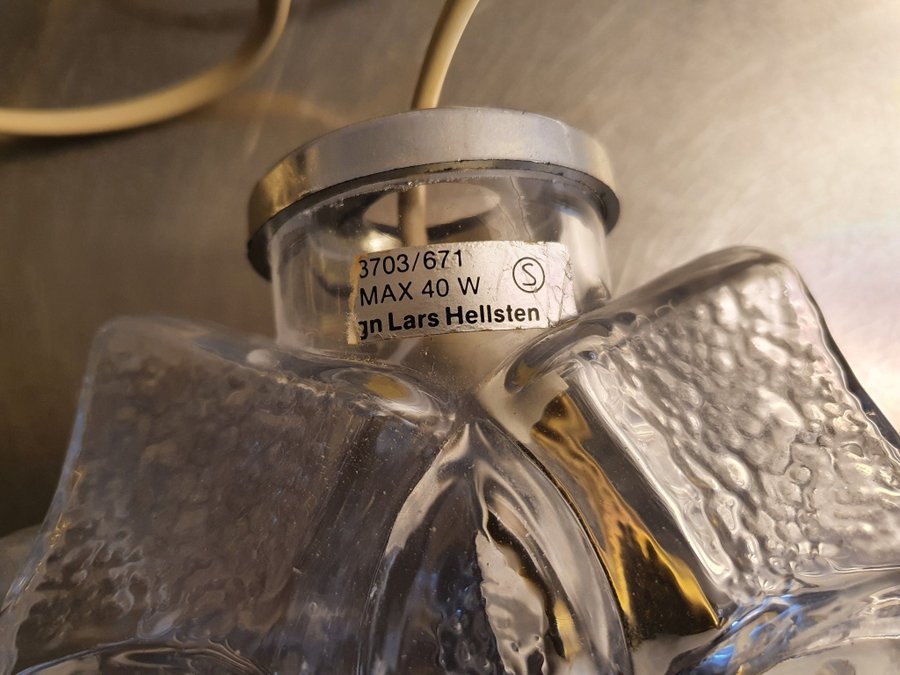 3703/671
MAX 40 W Ⓢ
gn Lars Hellsten